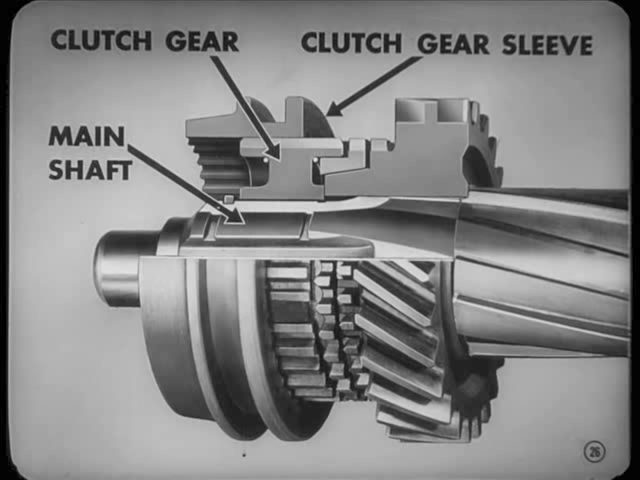 CLUTCH GEAR
CLUTCH GEAR SLEEVE
MAIN
SHAFT
26